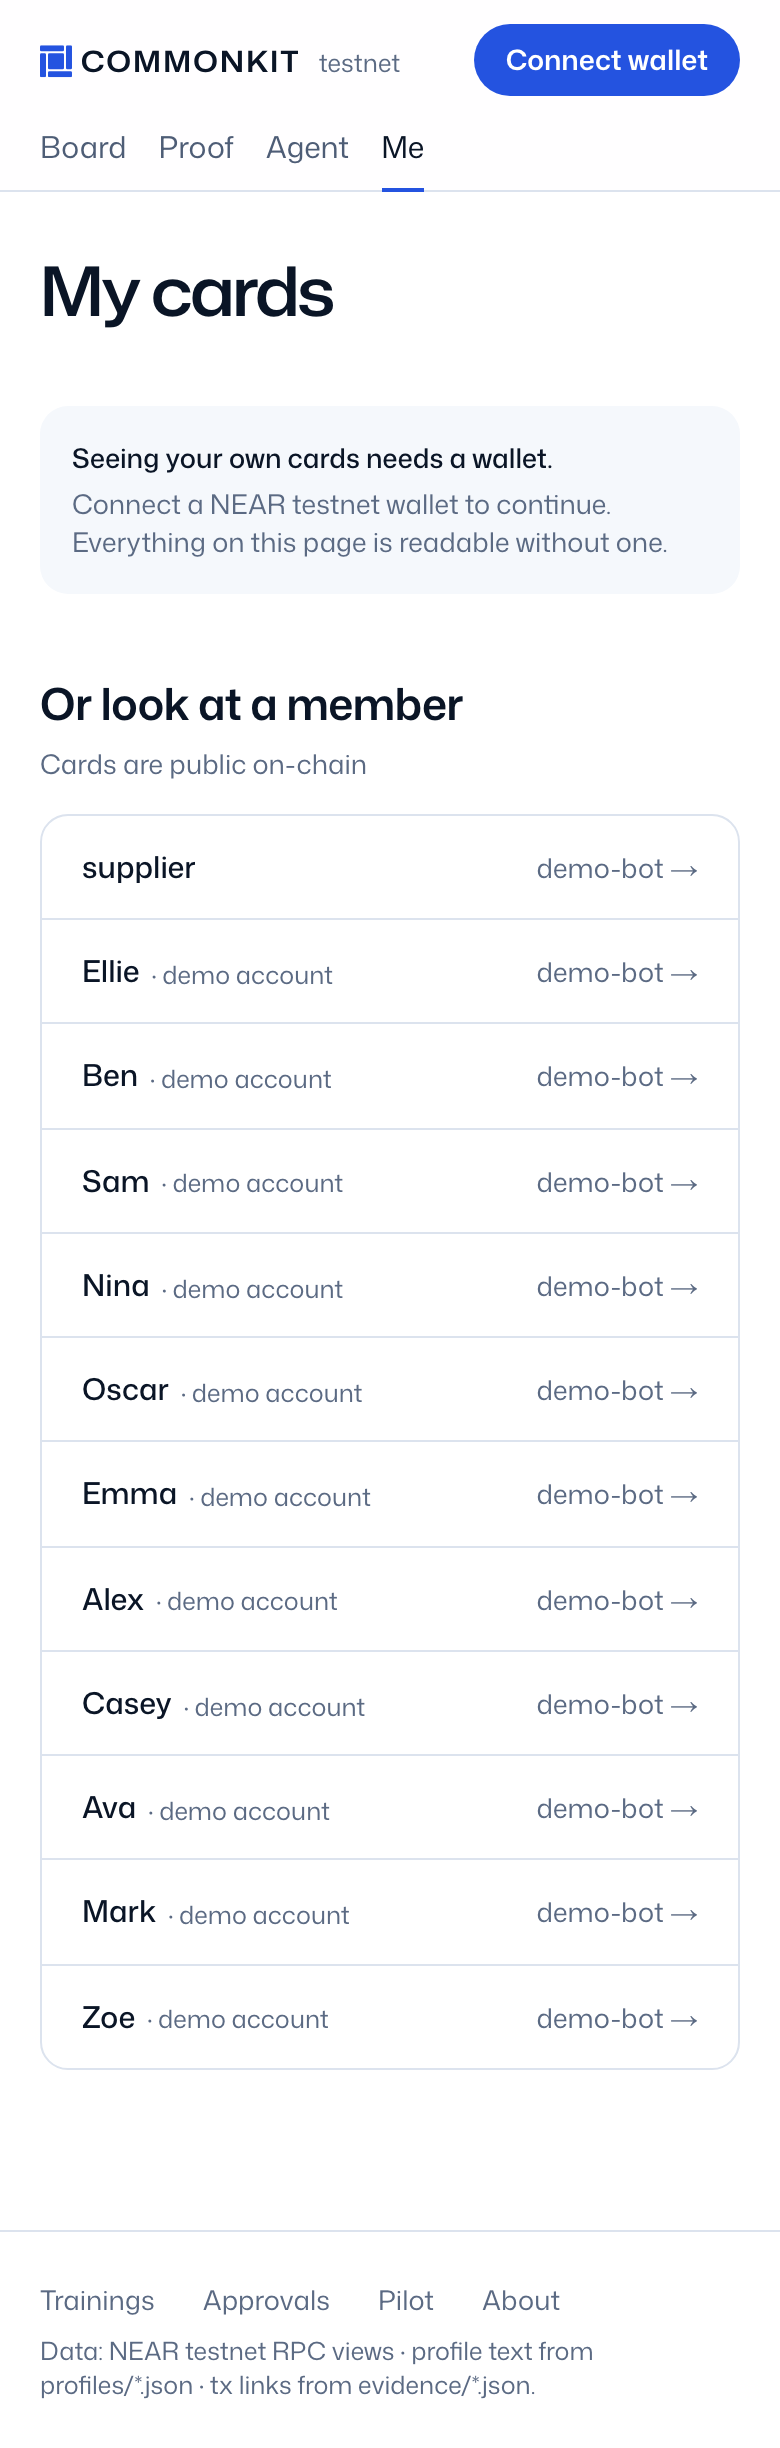 COMMONKIT testnet Connect wallet
Board Proof Agent Me
My cards
Seeing your own cards needs a wallet.
Connect a NEAR testnet wallet to continue.
Everything on this page is readable without one.
Or look at a member
Cards are public on-chain
supplier demo-bot →
Ellie · demo account demo-bot →
Ben · demo account demo-bot →
Sam · demo account demo-bot →
Nina · demo account demo-bot →
Oscar · demo account demo-bot →
Emma · demo account demo-bot →
Alex · demo account demo-bot →
Casey · demo account demo-bot →
Ava · demo account demo-bot →
Mark · demo account demo-bot →
Zoe · demo account demo-bot →
Trainings Approvals Pilot About
Data: NEAR testnet RPC views · profile text from
profiles/*.json · tx links from evidence/*.json.